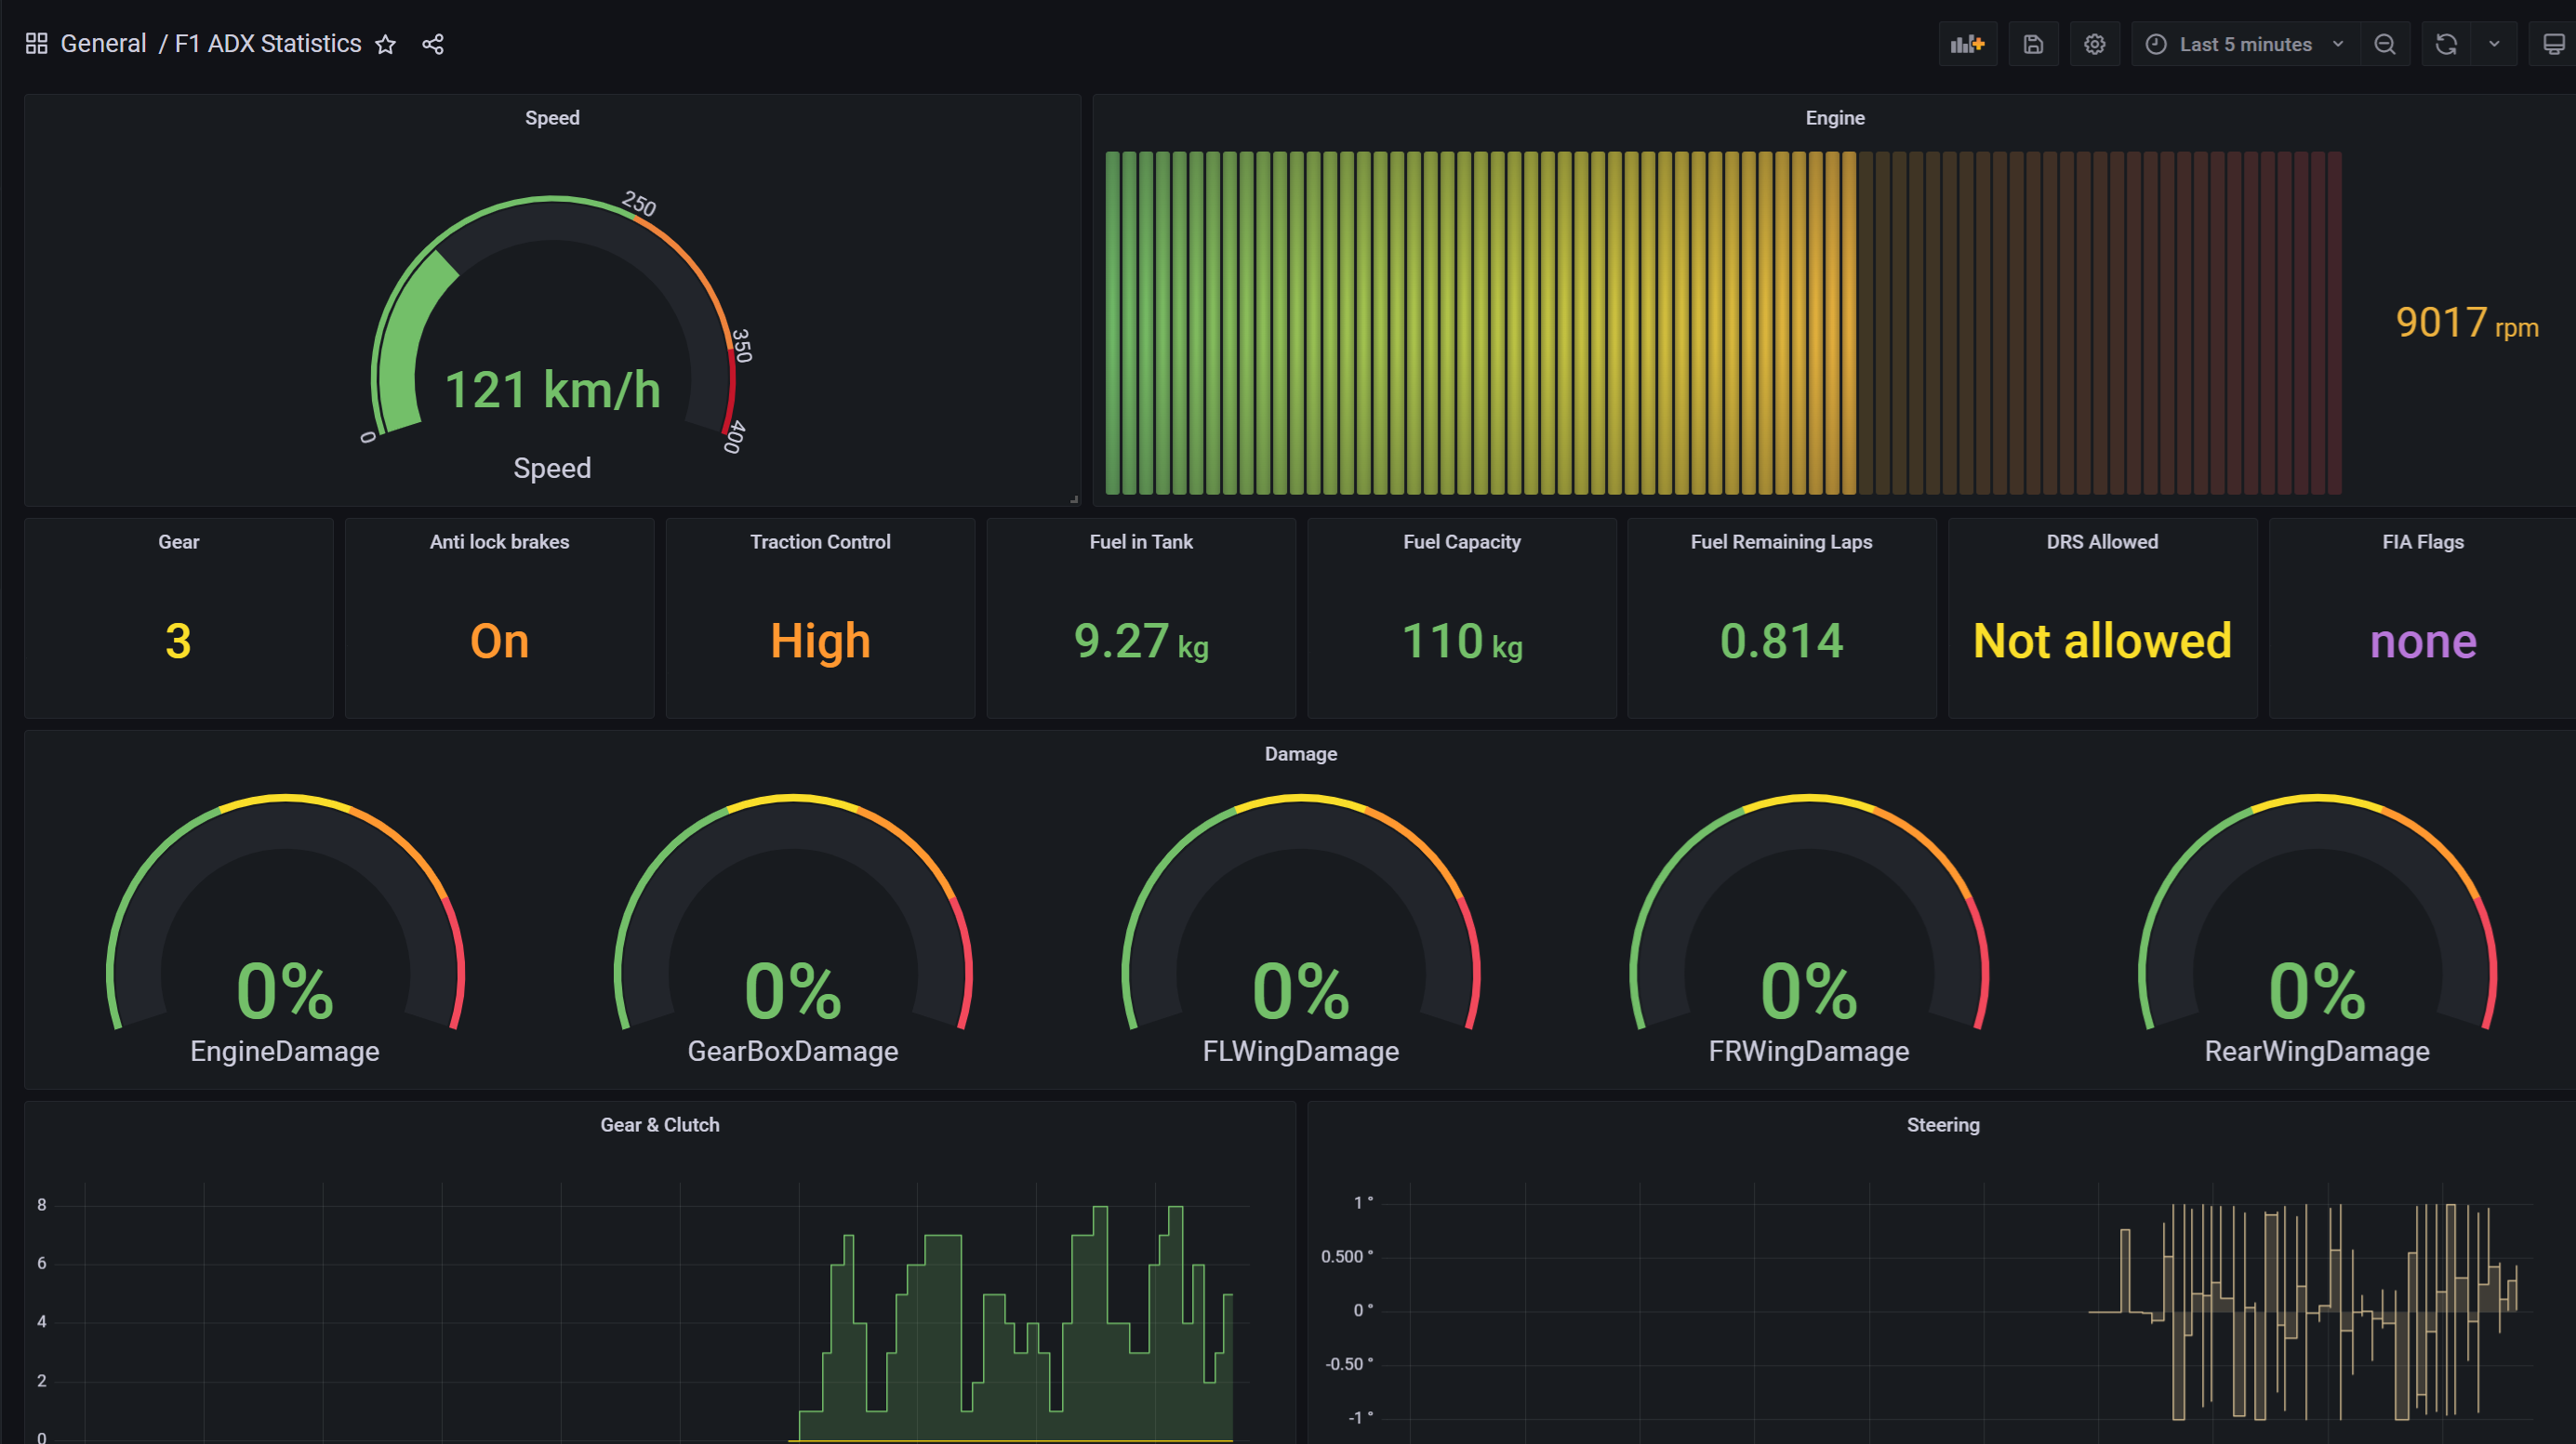 General / F1 ADX Statistics
Last 5 minutes
Speed
250
350
0
400
121 km/h
Speed
Engine
9017 rpm
Gear
3
Anti lock brakes
On
Traction Control
High
Fuel in Tank
9.27 kg
Fuel Capacity
110 kg
Fuel Remaining Laps
0.814
DRS Allowed
Not allowed
FIA Flags
none
Damage
0%
EngineDamage
0%
GearBoxDamage
0%
FLWingDamage
0%
FRWingDamage
0%
RearWingDamage
Gear & Clutch
8
6
4
2
0
Steering
1 °
0.500 °
0 °
-0.50 °
-1 °